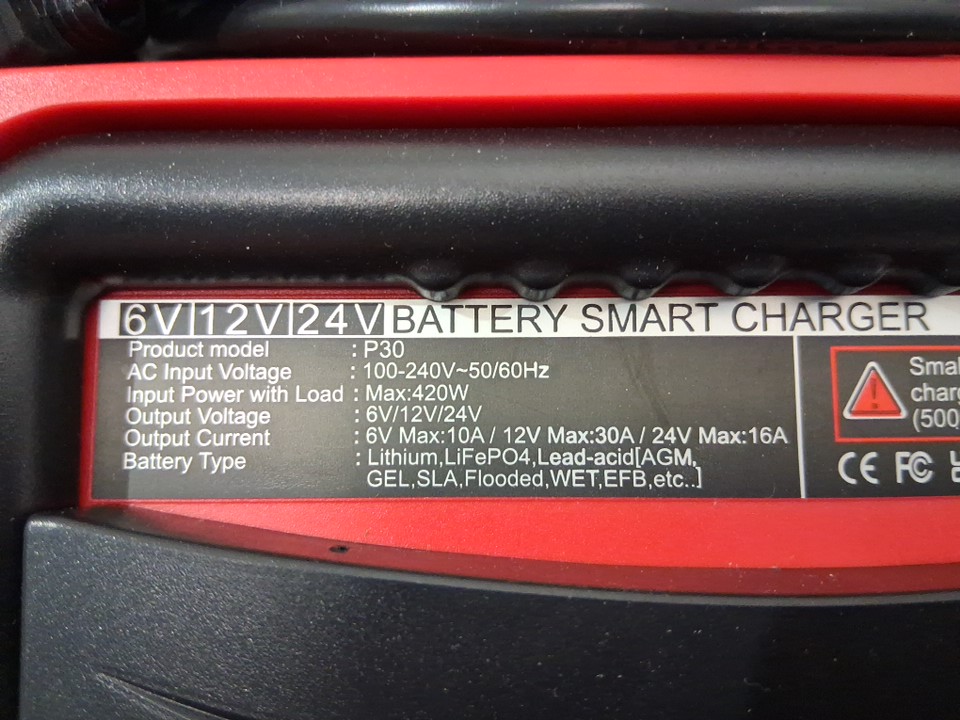 6V|12V|24V BATTERY SMART CHARGER
Product model : P30
AC Input Voltage : 100-240V~50/60Hz
Input Power with Load : Max:420W
Output Voltage : 6V/12V/24V
Output Current : 6V Max:10A / 12V Max:30A / 24V Max:16A
Battery Type : Lithium,LiFePO4,Lead-acid[AGM,
GEL,SLA,Flooded,WET,EFB,etc..]
(500
CE FC